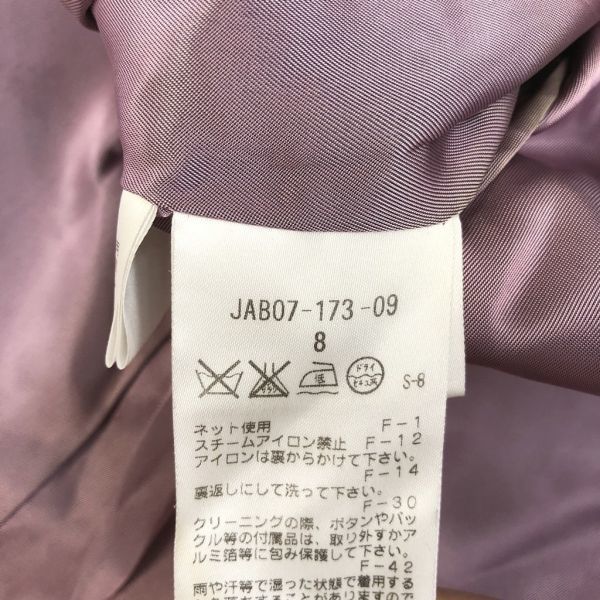 JAB07-173-09
8
低
ドライ
セキユ系
S-8
ネット使用 F-1
スチームアイロン禁止 F-12
アイロンは裏からかけて下さい。
F-14
裏返しにして洗って下さい。
F-30
クリーニングの際、ボタンやバッ
クル等の付属品は、取り外すかア
ルミ箔等に包み保護して下さい。
F-42
雨や汗等で湿った状態で着用する